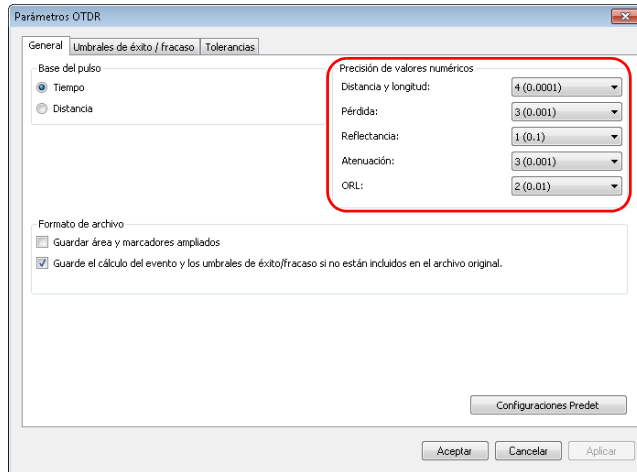 Parámetros OTDR
General
Umbrales de éxito / fracaso
Tolerancias
Base del pulso
Tiempo
Distancia
Precisión de valores numéricos
Distancia y longitud:
4 (0.0001)
Pérdida:
3 (0.001)
Reflectancia:
1 (0.1)
Atenuación:
3 (0.001)
ORL:
2 (0.01)
Formato de archivo
Guardar área y marcadores ampliados
Guarde el cálculo del evento y los umbrales de éxito/fracaso si no están incluidos en el archivo original.
Configuraciones Predet
Aceptar
Cancelar
Aplicar